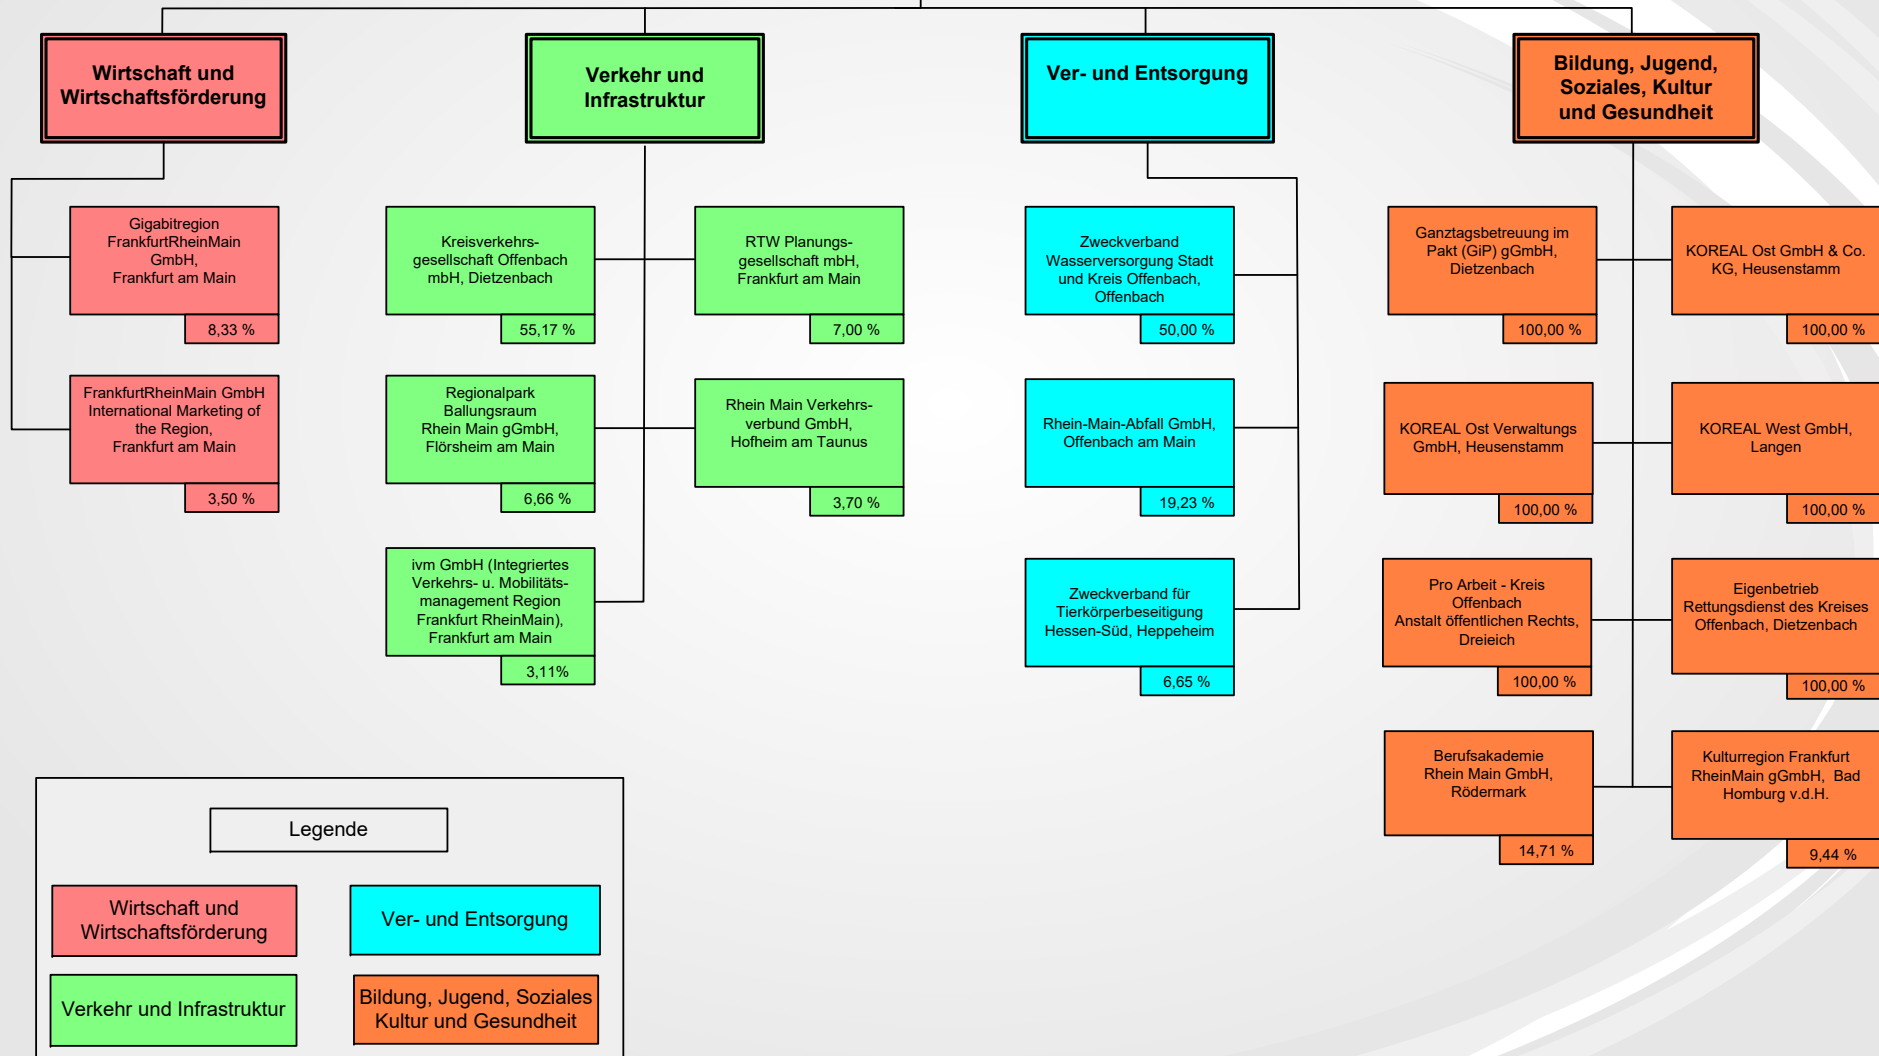 Wirtschaft und
Wirtschaftsförderung
Verkehr und
Infrastruktur
Ver- und Entsorgung
Bildung, Jugend,
Soziales, Kultur
und Gesundheit
Gigabitregion
FrankfurtRheinMain
GmbH,
Frankfurt am Main
8,33 %
FrankfurtRheinMain GmbH
International Marketing of
the Region,
Frankfurt am Main
3,50 %
Kreisverkehrs-
gesellschaft Offenbach
mbH, Dietzenbach
55,17 %
RTW Planungs-
gesellschaft mbH,
Frankfurt am Main
7,00 %
Regionalpark
Ballungsraum
Rhein Main gGmbH,
Flörsheim am Main
6,66 %
Rhein Main Verkehrs-
verbund GmbH,
Hofheim am Taunus
3,70 %
ivm GmbH (Integriertes
Verkehrs- u. Mobilitäts-
management Region
Frankfurt RheinMain),
Frankfurt am Main
3,11%
Zweckverband
Wasserversorgung Stadt
und Kreis Offenbach,
Offenbach
50,00 %
Rhein-Main-Abfall GmbH,
Offenbach am Main
19,23 %
Zweckverband für
Tierkörperbeseitigung
Hessen-Süd, Heppeheim
6,65 %
Ganztagsbetreuung im
Pakt (GiP) gGmbH,
Dietzenbach
100,00 %
KOREAL Ost GmbH & Co.
KG, Heusenstamm
100,00 %
KOREAL Ost Verwaltungs
GmbH, Heusenstamm
100,00 %
KOREAL West GmbH,
Langen
100,00 %
Pro Arbeit - Kreis
Offenbach
Anstalt öffentlichen Rechts,
Dreieich
100,00 %
Eigenbetrieb
Rettungsdienst des Kreises
Offenbach, Dietzenbach
100,00 %
Berufsakademie
Rhein Main GmbH,
Rödermark
14,71 %
Kulturregion Frankfurt
RheinMain gGmbH, Bad
Homburg v.d.H.
9,44 %
Legende
Wirtschaft und
Wirtschaftsförderung
Ver- und Entsorgung
Verkehr und Infrastruktur
Bildung, Jugend, Soziales
Kultur und Gesundheit